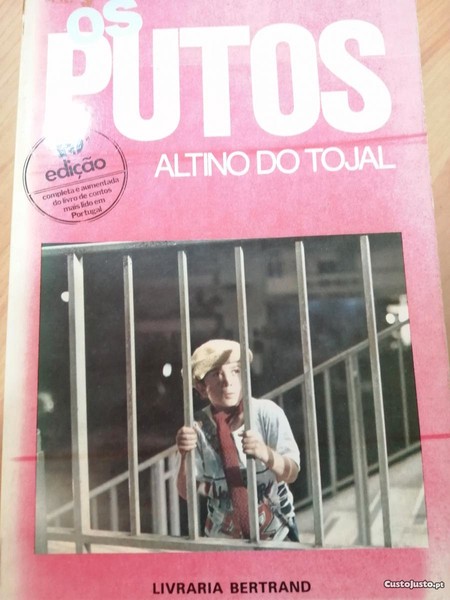 OS
PUTOS
ALTINO DO TOJAL
edição
completa e aumentada
do livro de contos
mais lido em
Portugal
LIVRARIA BERTRAND
CustoJusto.pt